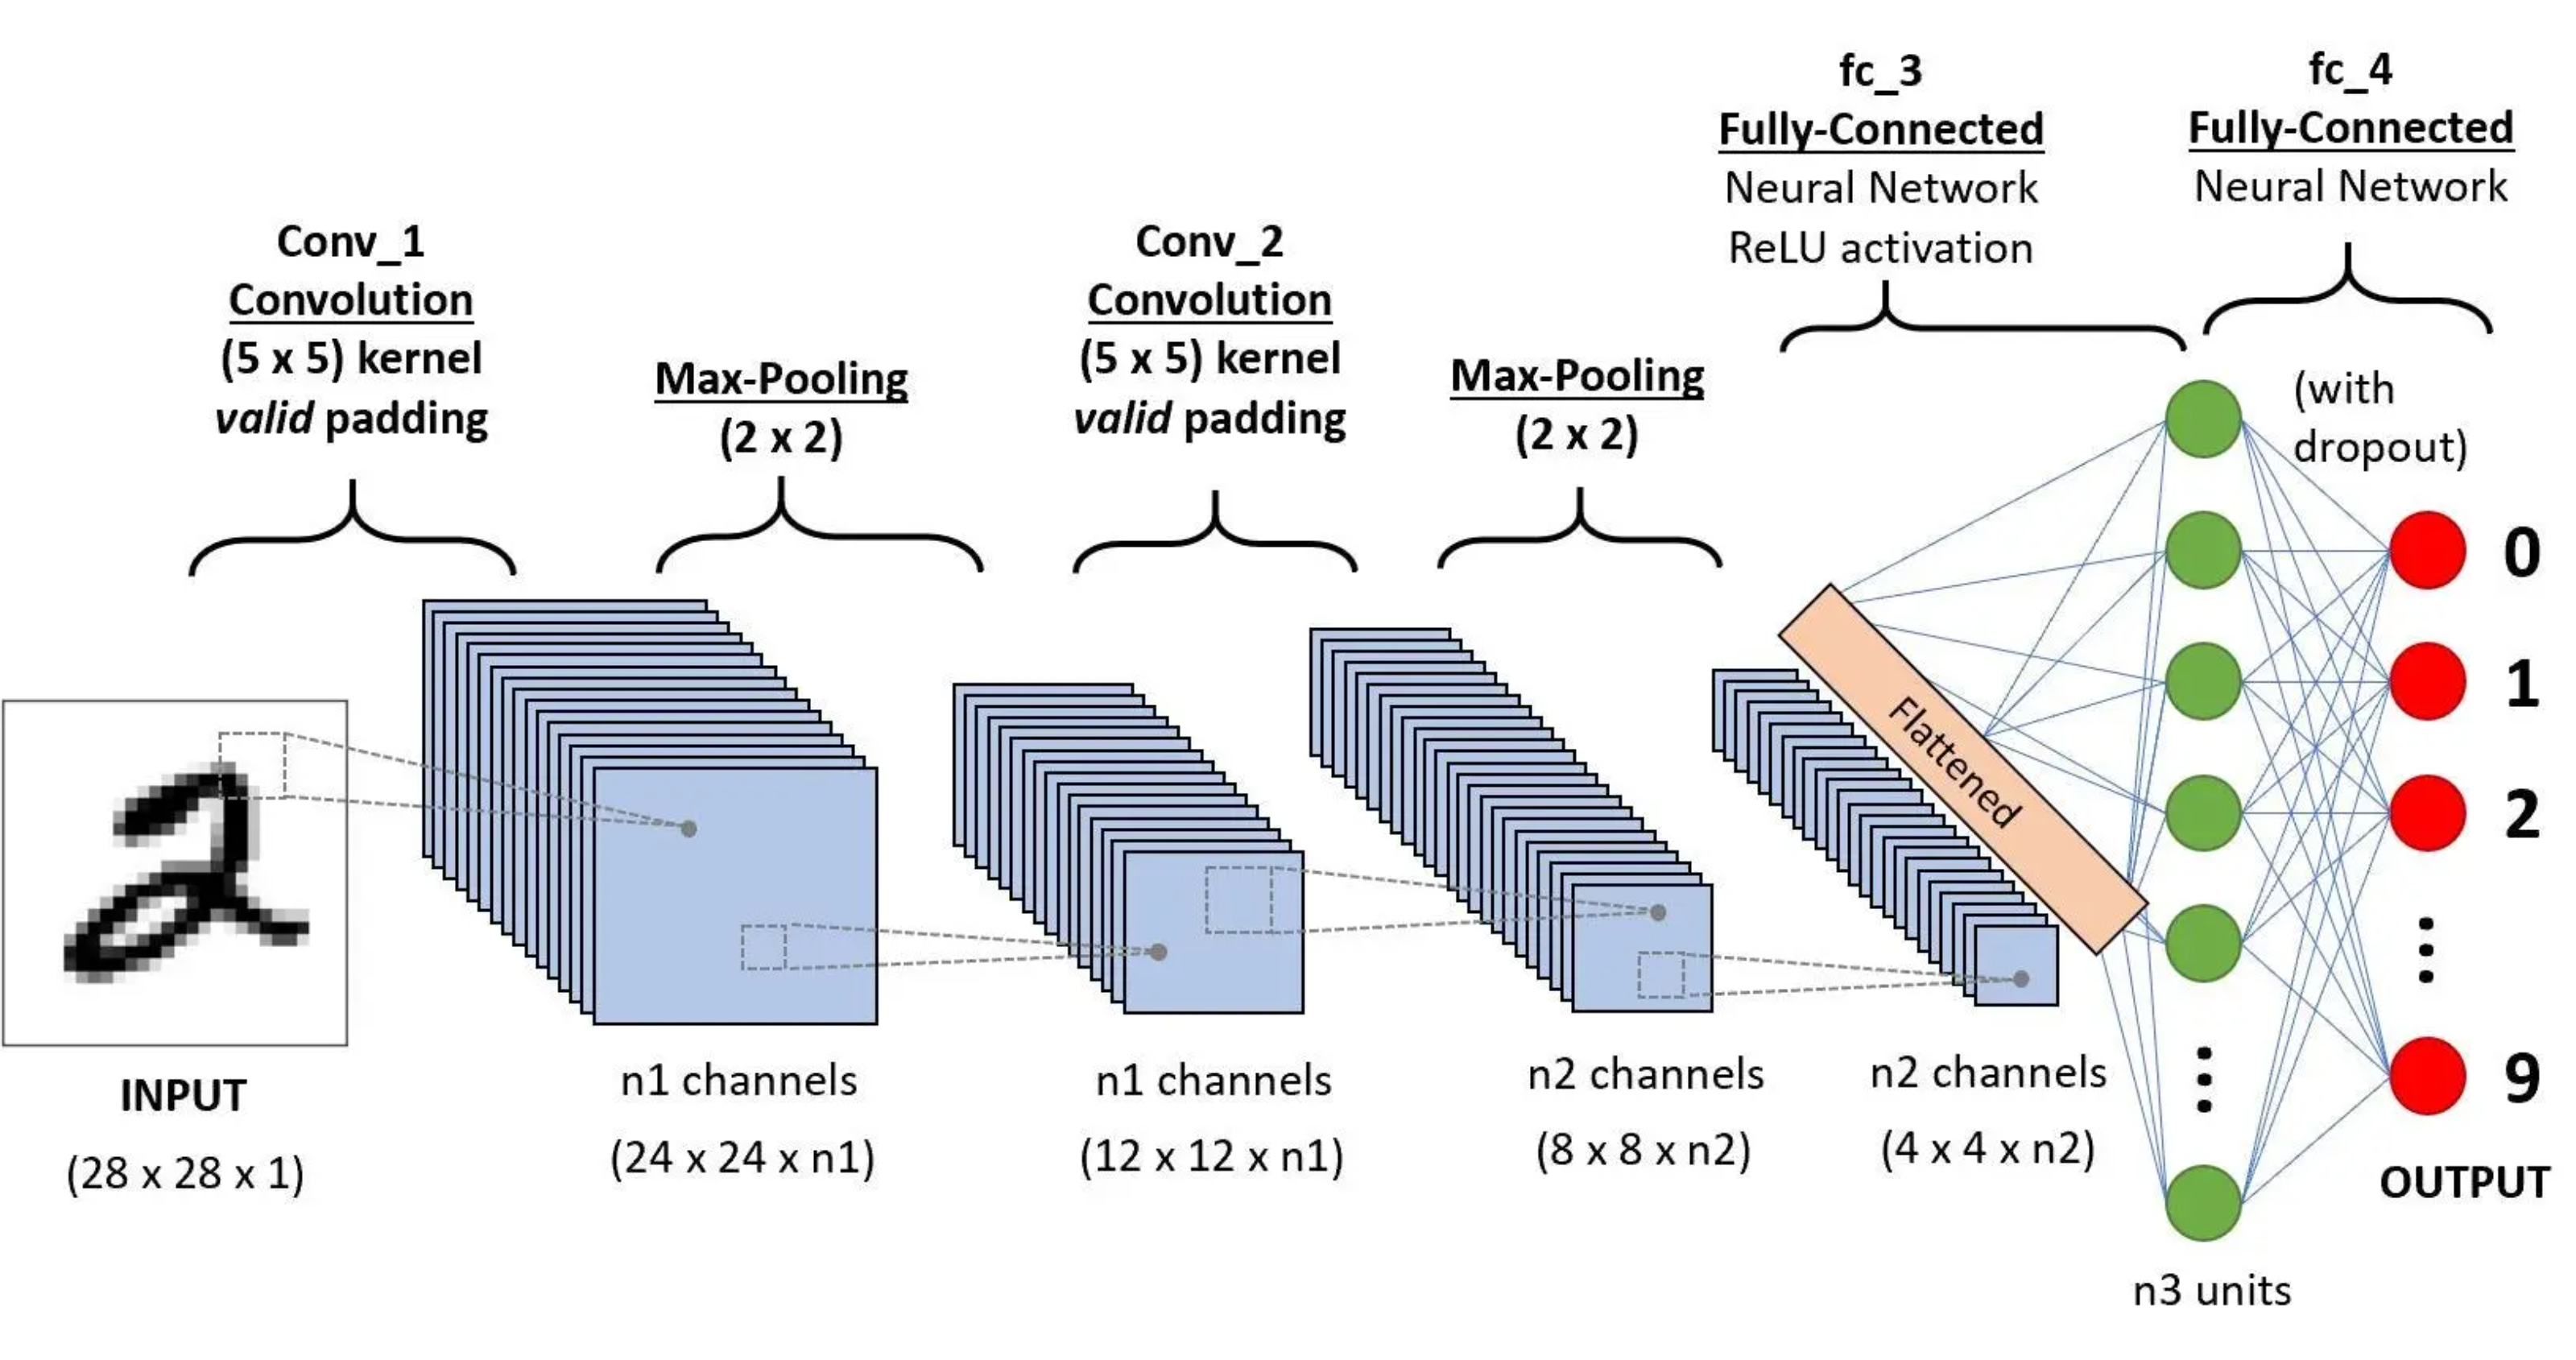 Conv_1
Convolution
(5 x 5) kernel
valid padding
Max-Pooling
(2 x 2)
Conv_2
Convolution
(5 x 5) kernel
valid padding
Max-Pooling
(2 x 2)
fc_3
Fully-Connected
Neural Network
ReLU activation
fc_4
Fully-Connected
Neural Network
(with
dropout)
INPUT
(28 x 28 x 1)
n1 channels
(24 x 24 x n1)
n1 channels
(12 x 12 x n1)
n2 channels
(8 x 8 x n2)
n2 channels
(4 x 4 x n2)
Flattened
n3 units
0
1
2
9
OUTPUT